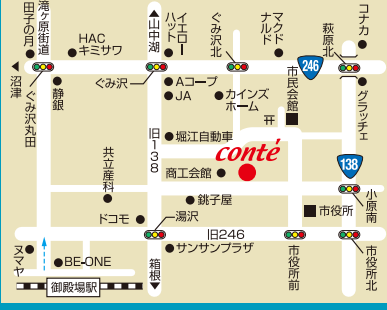 滝ヶ原街道
田子の月
HAC
キミサワ
山中湖
イエロー
ハット
ぐみ沢北
マクドナルド
コナカ
萩原北
沼津
ぐみ沢丸田
静銀
ぐみ沢
Aコープ
JA
カインズ
ホーム
市民会館
246
グラッチェ
旧138
堀江自動車
conté
138
共立産科
商工会館
銚子屋
小原南
ドコモ
湯沢
市役所
旧246
ヌマヤ
BE-ONE
サンサンプラザ
市役所前
市役所北
御殿場駅
箱根